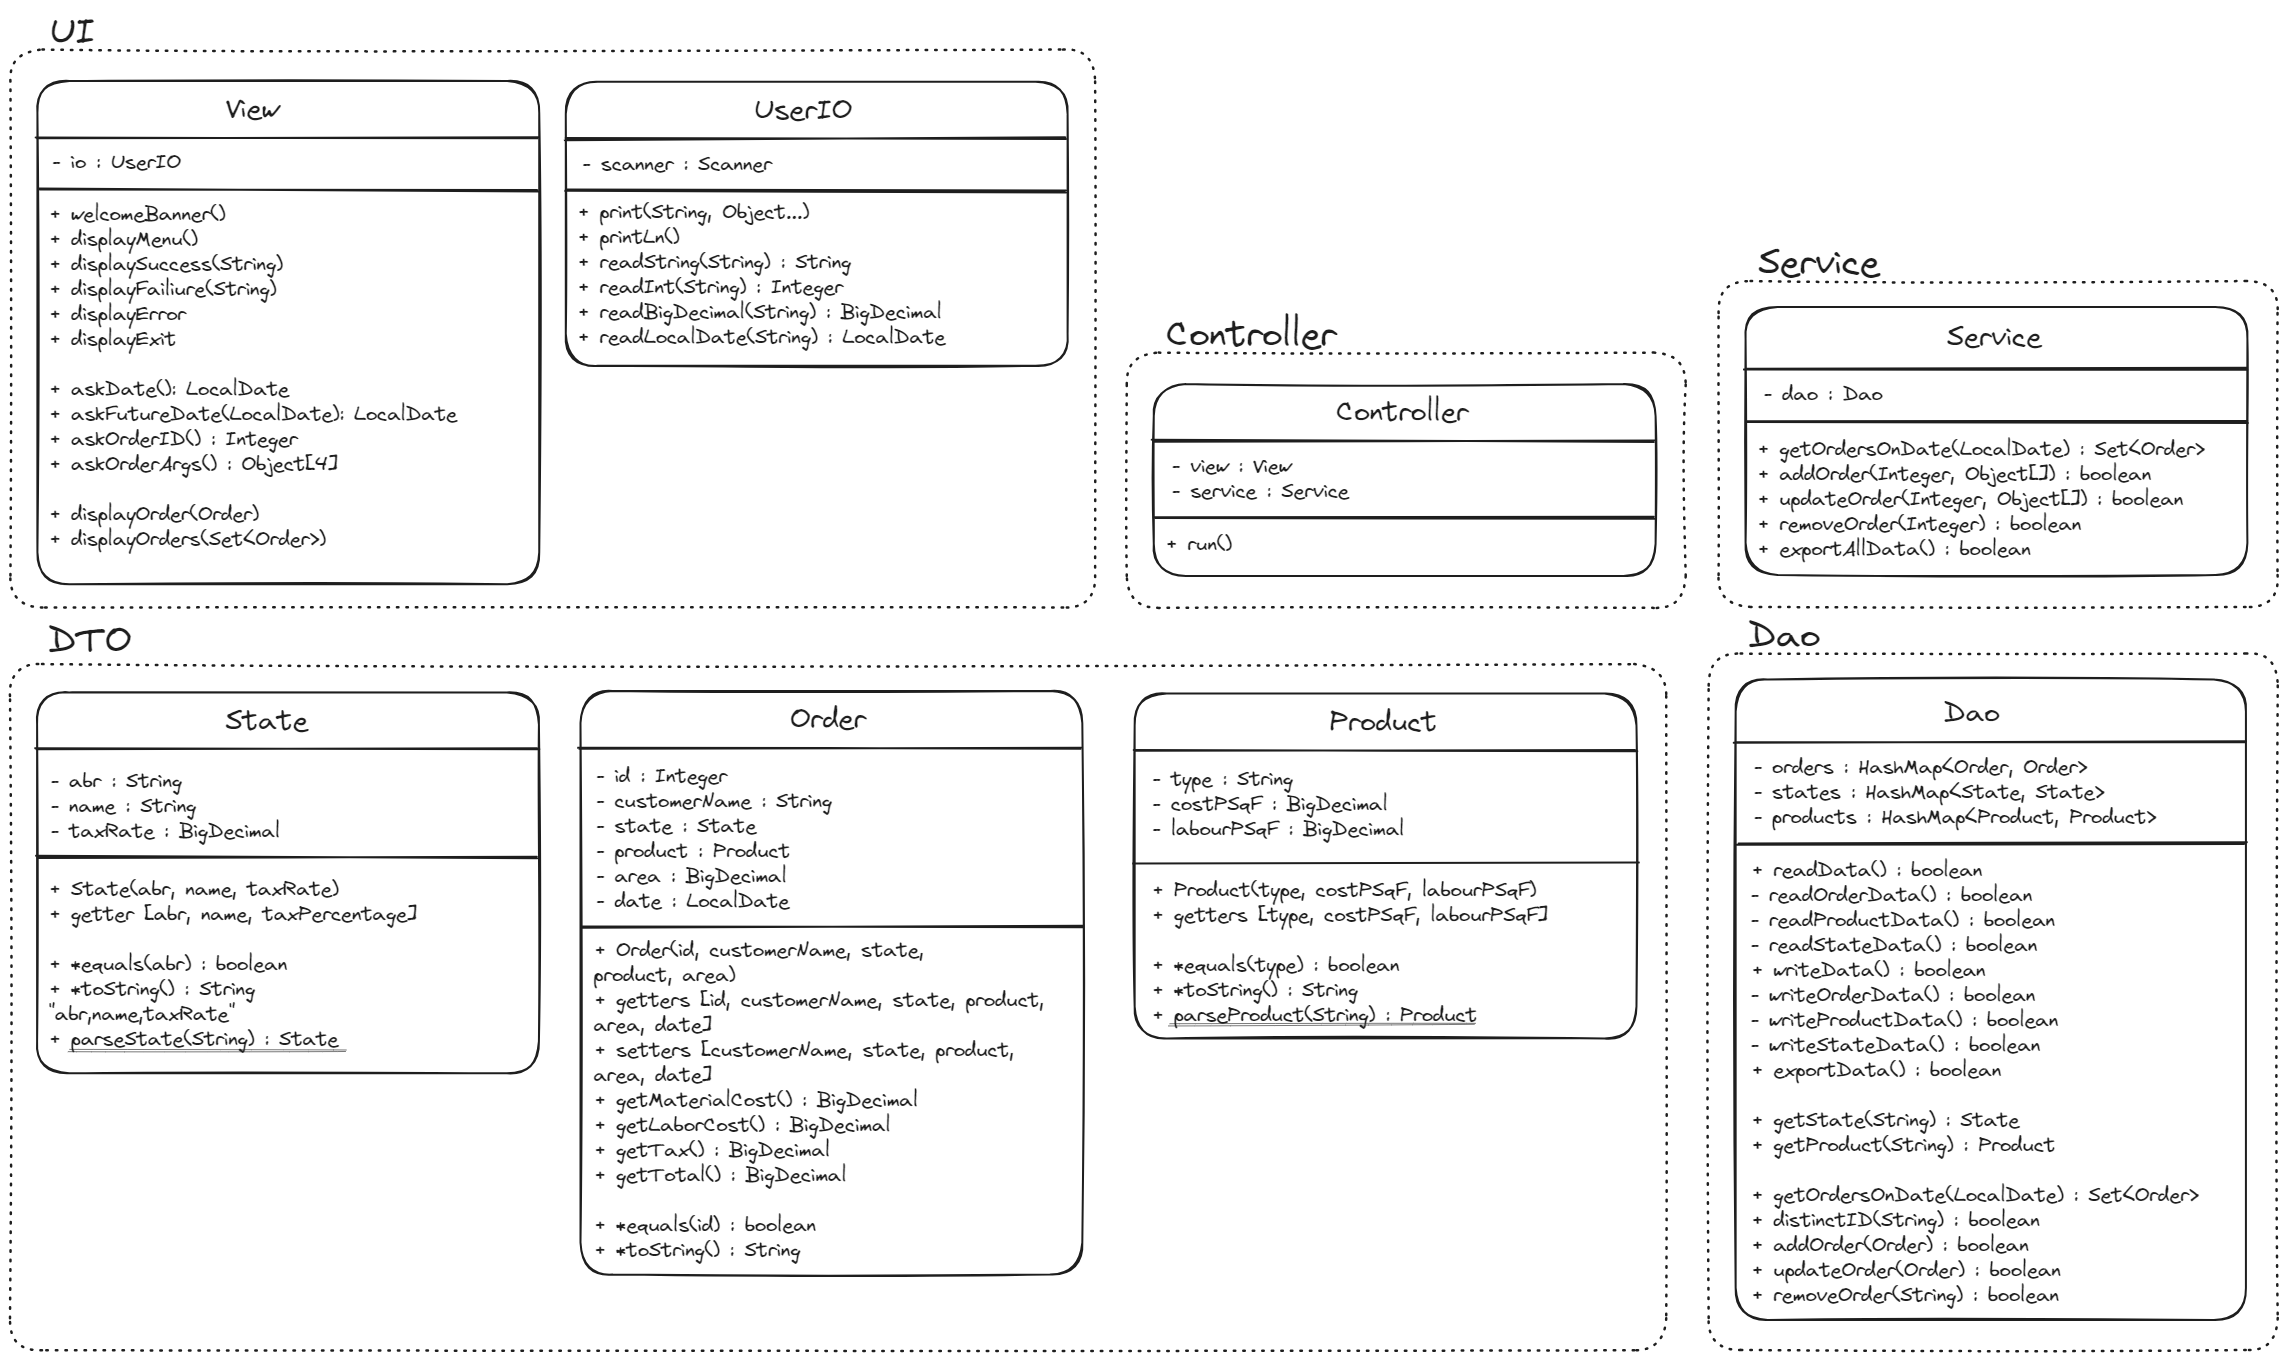 UI
View
- io : UserIO
+ welcomeBanner()
+ displayMenu()
+ displaySuccess(String)
+ displayFailiure(String)
+ displayError
+ displayExit
+ askDate(): LocalDate
+ askFutureDate(LocalDate): LocalDate
+ askOrderID() : Integer
+ askOrderArgs() : Object[4]
+ displayOrder(Order)
+ displayOrders(Set<Order>)
UserIO
- scanner : Scanner
+ print(String, Object...)
+ printLn()
+ readString(String) : String
+ readInt(String) : Integer
+ readBigDecimal(String) : BigDecimal
+ readLocalDate(String) : LocalDate
Controller
Controller
- view : View
- service : Service
+ run()
Service
Service
- dao : Dao
+ getOrdersOnDate(LocalDate) : Set<Order>
+ addOrder(Integer, Object[]) : boolean
+ updateOrder(Integer, Object[]) : boolean
+ removeOrder(Integer) : boolean
+ exportAllData() : boolean
DTO
State
- abr : String
- name : String
- taxRate : BigDecimal
+ State(abr, name, taxRate)
+ getter [abr, name, taxPercentage]
+ *equals(abr) : boolean
+ *toString() : String
"abr,name,taxRate"
+ parseState(String) : State
Order
- id : Integer
- customerName : String
- state : State
- product : Product
- area : BigDecimal
- date : LocalDate
+ Order(id, customerName, state,
product, area)
+ getters [id, customerName, state, product,
area, date]
+ setters [customerName, state, product,
area, date]
+ getMaterialCost() : BigDecimal
+ getLaborCost() : BigDecimal
+ getTax() : BigDecimal
+ getTotal() : BigDecimal
+ *equals(id) : boolean
+ *toString() : String
Product
- type : String
- costPSqF : BigDecimal
- labourPSqF : BigDecimal
+ Product(type, costPSqF, labourPSqF)
+ getters [type, costPSqF, labourPSqF]
+ *equals(type) : boolean
+ *toString() : String
+ parseProduct(String) : Product
Dao
Dao
- orders : HashMap<Order, Order>
- states : HashMap<State, State>
- products : HashMap<Product, Product>
+ readData() : boolean
- readOrderData() : boolean
- readProductData() : boolean
- readStateData() : boolean
+ writeData() : boolean
- writeOrderData() : boolean
- writeProductData() : boolean
- writeStateData() : boolean
+ exportData() : boolean
+ getState(String) : State
+ getProduct(String) : Product
+ getOrdersOnDate(LocalDate) : Set<Order>
+ distinctID(String) : boolean
+ addOrder(Order) : boolean
+ updateOrder(Order) : boolean
+ removeOrder(String) : boolean